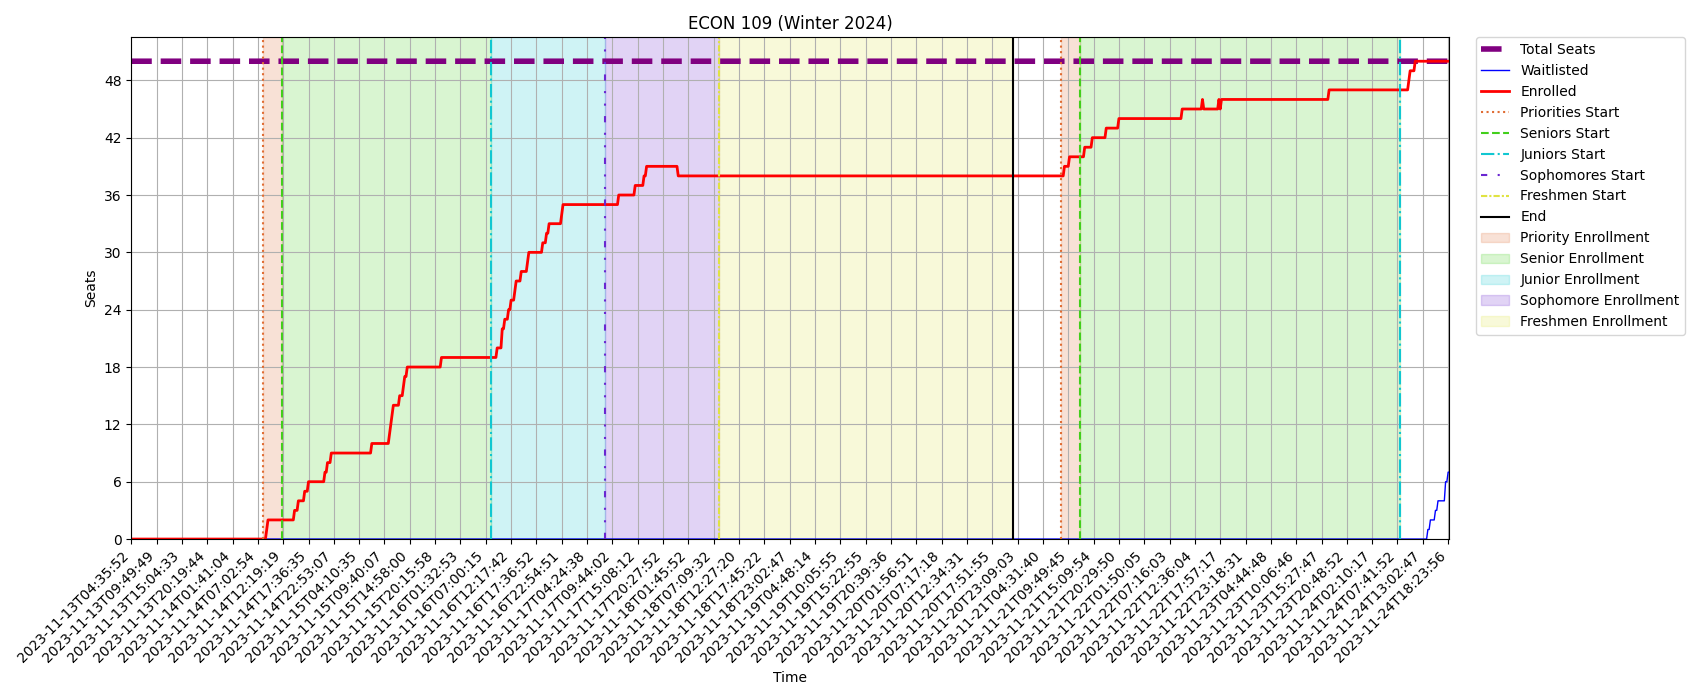 ECON 109 (Winter 2024)
Total Seats
Waitlisted
Enrolled
Priorities Start
Seniors Start
Juniors Start
Sophomores Start
Freshmen Start
End
Priority Enrollment
Senior Enrollment
Junior Enrollment
Sophomore Enrollment
Freshmen Enrollment
Seats
48
42
36
30
24
18
12
6
0
2023-11-13T04:35:52
2023-11-13T09:49:49
2023-11-13T15:04:33
2023-11-13T20:19:44
2023-11-14T01:41:04
2023-11-14T07:02:54
2023-11-14T12:19:19
2023-11-14T17:36:35
2023-11-14T22:53:07
2023-11-15T04:10:35
2023-11-15T09:40:07
2023-11-15T14:58:00
2023-11-15T20:15:58
2023-11-16T01:32:53
2023-11-16T07:00:15
2023-11-16T12:17:42
2023-11-16T17:36:52
2023-11-16T22:54:51
2023-11-17T04:24:38
2023-11-17T09:44:02
2023-11-17T15:08:12
2023-11-17T20:27:52
2023-11-18T01:45:52
2023-11-18T07:09:32
2023-11-18T12:27:20
2023-11-18T17:45:22
2023-11-18T23:02:47
2023-11-19T04:48:14
2023-11-19T10:05:55
2023-11-19T15:22:55
2023-11-19T20:39:36
2023-11-20T01:56:51
2023-11-20T07:17:18
2023-11-20T12:34:31
2023-11-20T17:51:55
2023-11-20T23:09:03
2023-11-21T04:31:40
2023-11-21T09:49:45
2023-11-21T15:09:54
2023-11-21T20:29:50
2023-11-22T01:50:05
2023-11-22T07:16:03
2023-11-22T12:36:04
2023-11-22T17:57:17
2023-11-22T23:18:31
2023-11-23T04:44:48
2023-11-23T10:06:46
2023-11-23T15:27:47
2023-11-23T20:48:52
2023-11-24T02:10:17
2023-11-24T07:41:52
2023-11-24T13:02:47
2023-11-24T18:23:56
Time